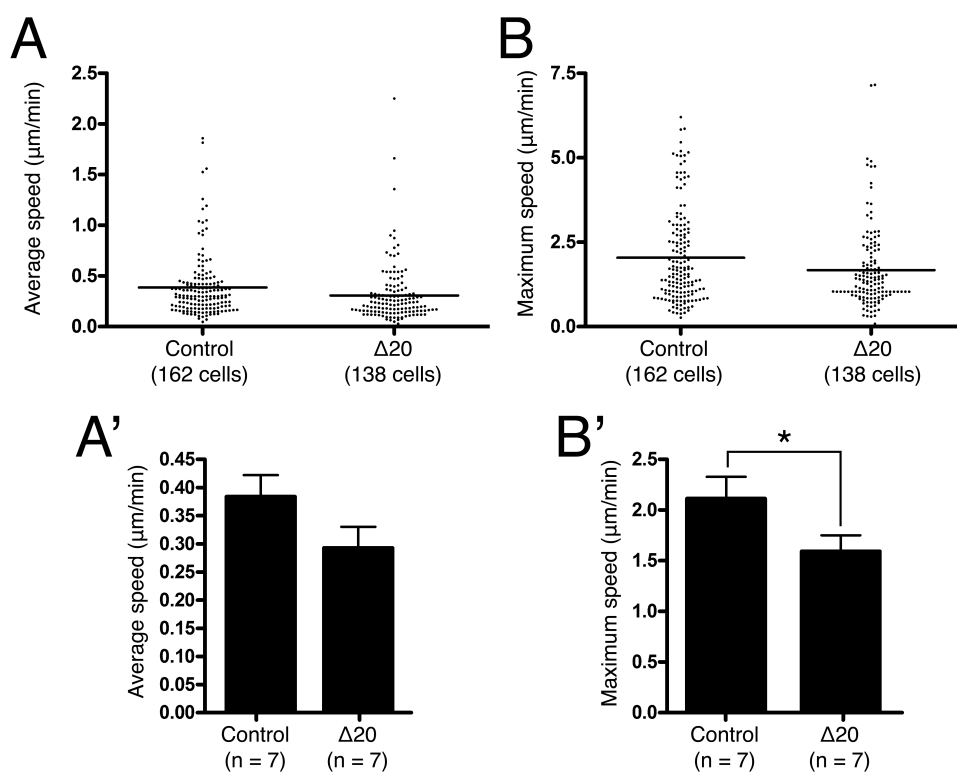 A
Average speed (μm/min)
2.5
2.0
1.5
1.0
0.5
0.0
Control
(162 cells)
Δ20
(138 cells)
B
Maximum speed (μm/min)
7.5
5.0
2.5
0.0
Control
(162 cells)
Δ20
(138 cells)
A'
Average speed (μm/min)
0.45
0.40
0.35
0.30
0.25
0.20
0.15
0.10
0.05
0.00
Control
(n = 7)
Δ20
(n = 7)
B'
Maximum speed (μm/min)
2.5
2.0
1.5
1.0
0.5
0.0
*
Control
(n = 7)
Δ20
(n = 7)